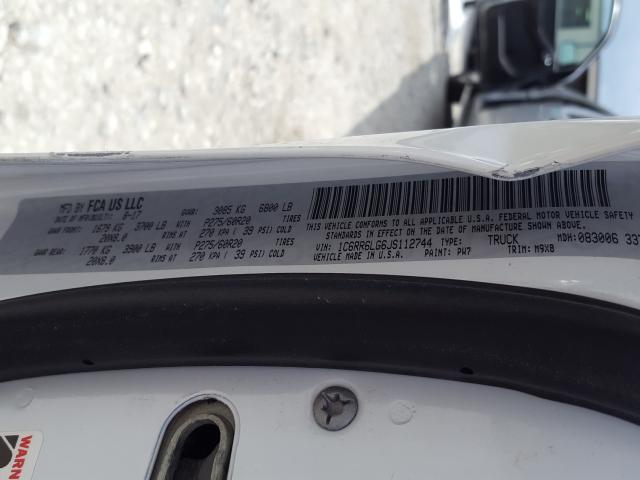 MFD BY FCA US LLC
DATE OF MFR: 8-17 GVWR: 3085 KG 6800 LB
GAWR FRONT: 1679 KG 3700 LB P275/60R20 TIRES
20X8.0 RIMS AT 270 KPA ( 39 PSI) COLD
GAWR REAR: 1770 KG 3900 LB P275/60R20 TIRES
20X8.0 RIMS AT 270 KPA ( 39 PSI) COLD
THIS VEHICLE CONFORMS TO ALL APPLICABLE U.S.A. FEDERAL MOTOR VEHICLE SAFETY
STANDARDS IN EFFECT ON THE DATE OF MANUFACTURE SHOWN ABOVE.
VIN: 1C6RR6LG6JS112744 TYPE: TRUCK MDH: 083006
VEHICLE MADE IN U.S.A. PAINT: PW7 TRIM: M9X8
WARN